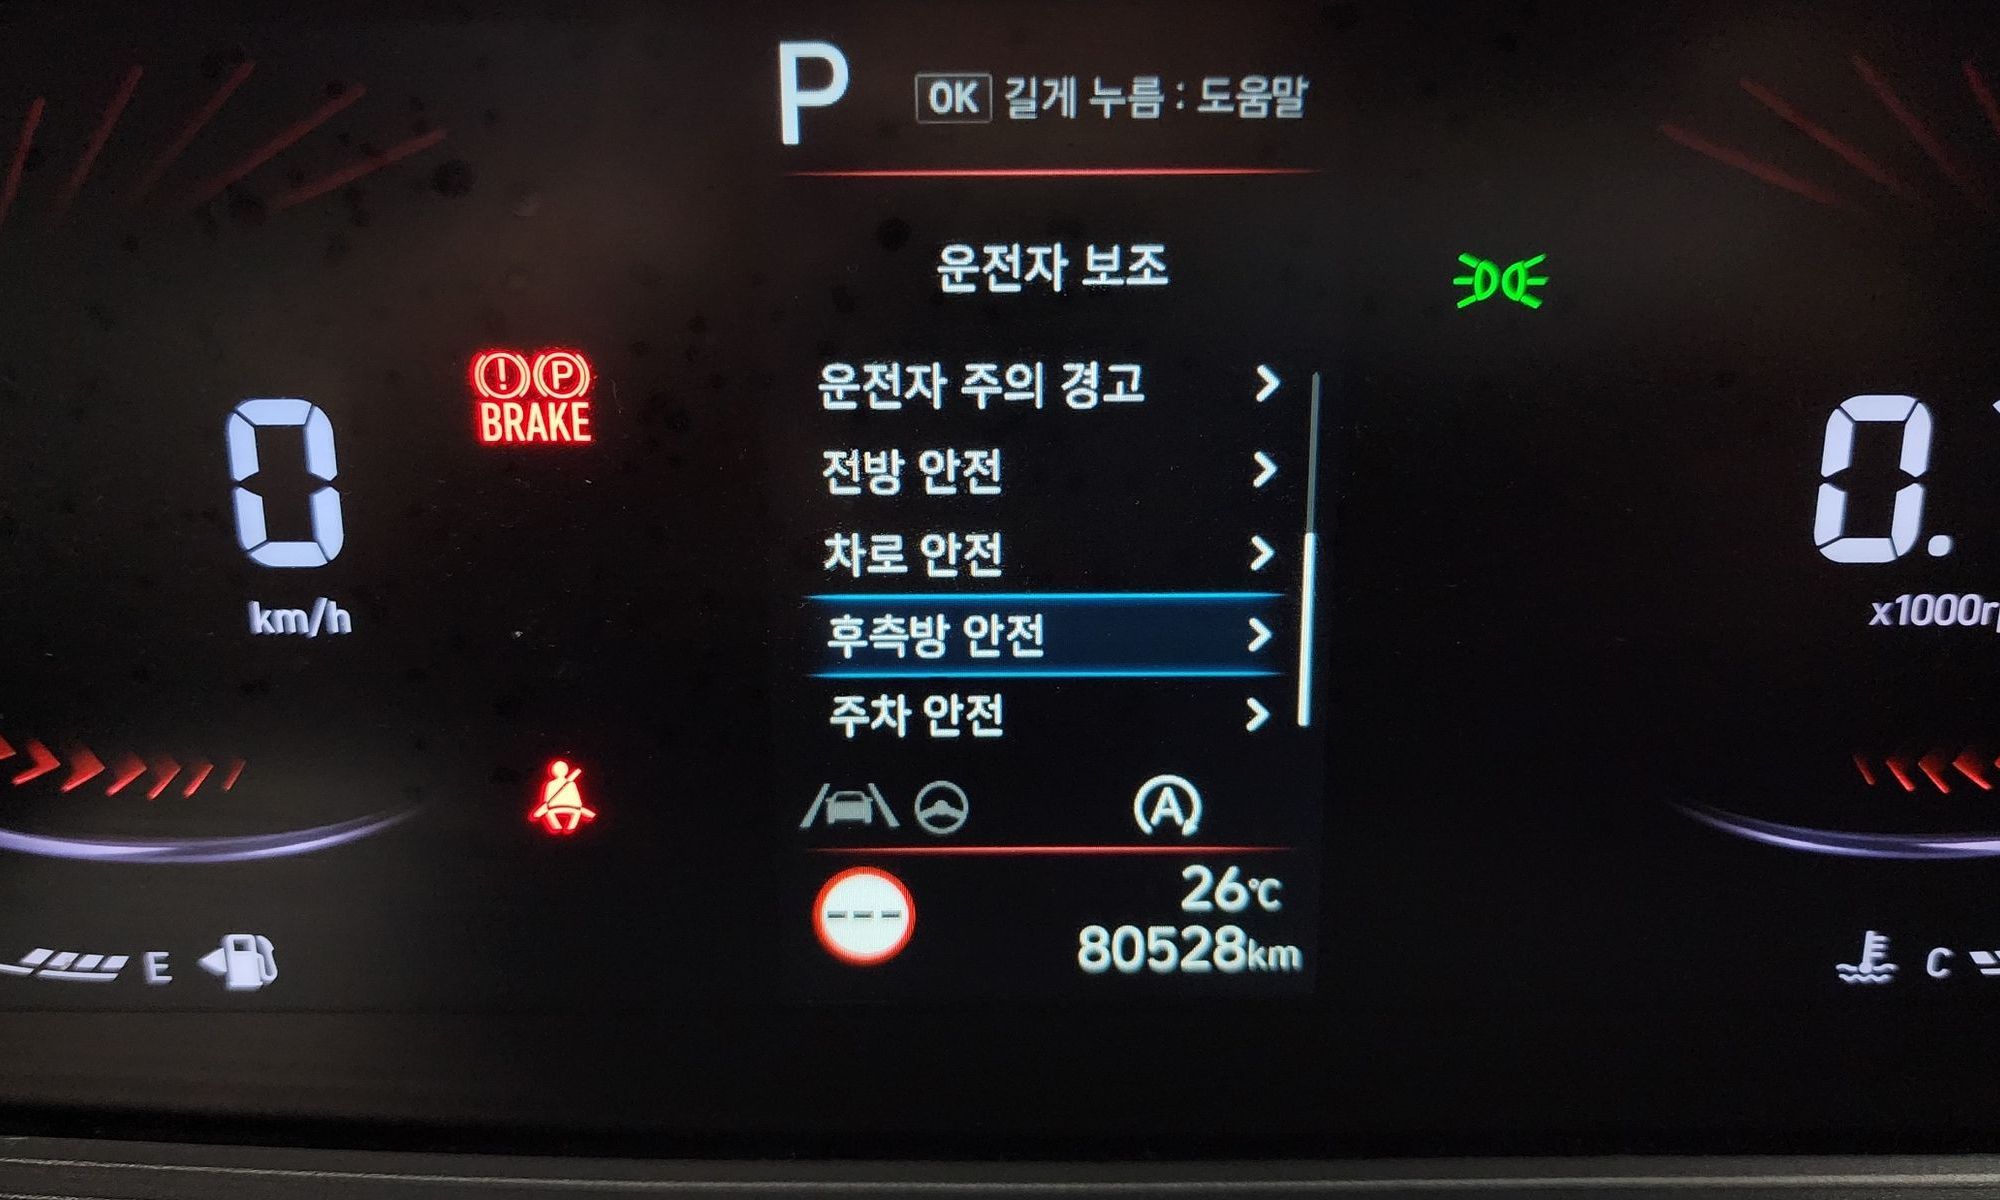 P
OK 길게 누름 : 도움말
운전자 보조
운전자 주의 경고
전방 안전
BRAKE
차로 안전
0
km/h
후측방 안전
0.
x1000r
주차 안전
A
26℃
80528km
E
C